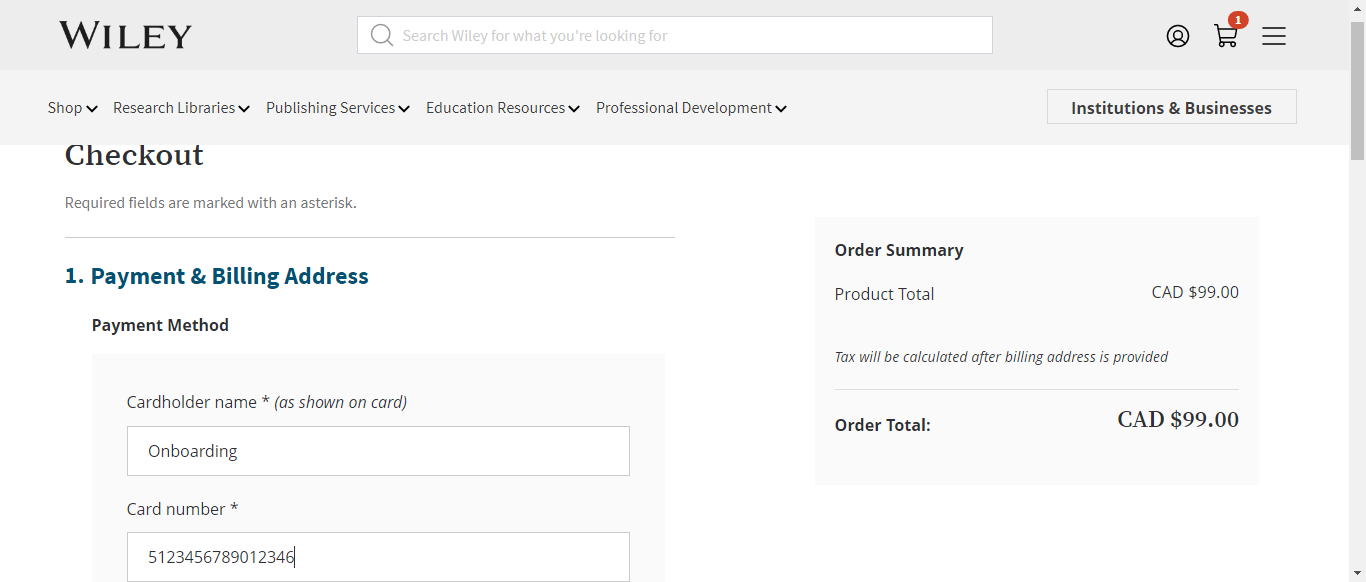 WILEY
Search Wiley for what you're looking for
1
Shop Research Libraries Publishing Services Education Resources Professional Development Institutions & Businesses
Checkout
Required fields are marked with an asterisk.
1. Payment & Billing Address
Payment Method
Cardholder name * (as shown on card)
Onboarding
Card number *
5123456789012346
Order Summary
Product Total CAD $99.00
Tax will be calculated after billing address is provided
Order Total: CAD $99.00